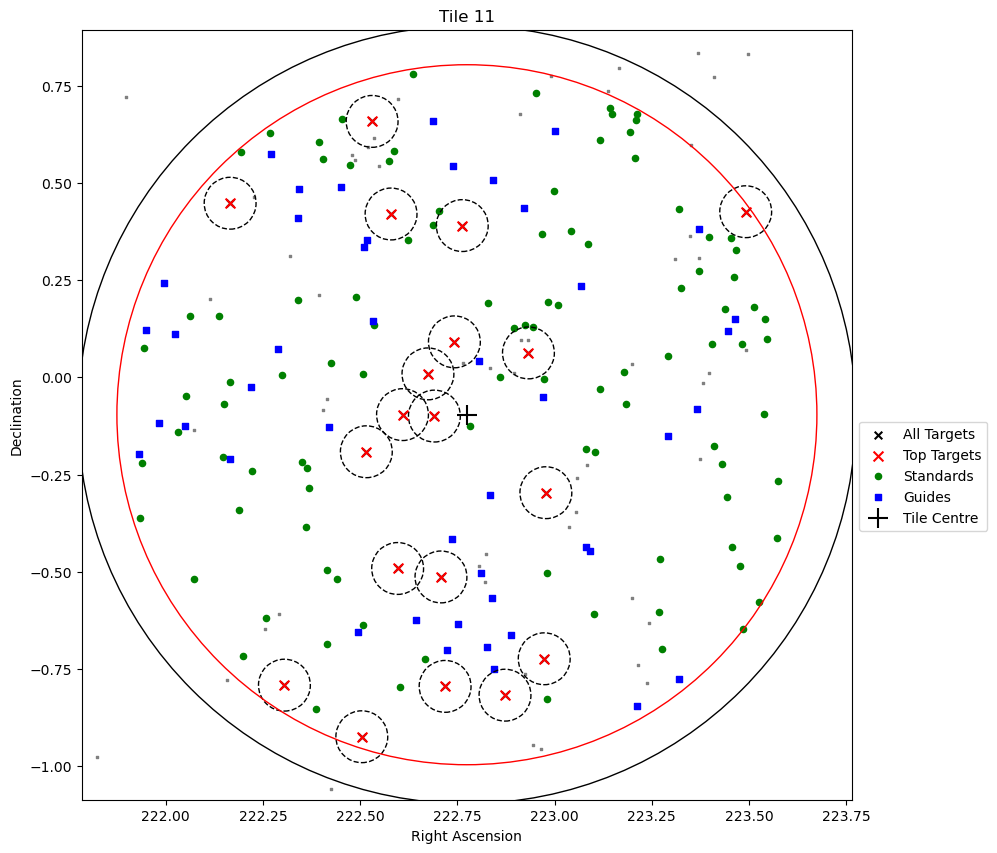 Tile 11
Declination
0.75
0.50
0.25
0.00
−0.25
−0.50
−0.75
−1.00
222.00 222.25 222.50 222.75 223.00 223.25 223.50 223.75
Right Ascension
All Targets
Top Targets
Standards
Guides
Tile Centre